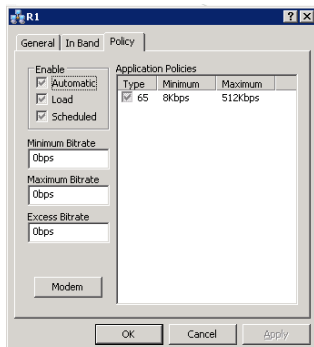 R1
General In Band Policy
Enable
Automatic
Load
Scheduled
Minimum Bitrate
0bps
Maximum Bitrate
0bps
Excess Bitrate
0bps
Modem
Application Policies
Type Minimum Maximum
65 8Kbps 512Kbps
OK Cancel Apply